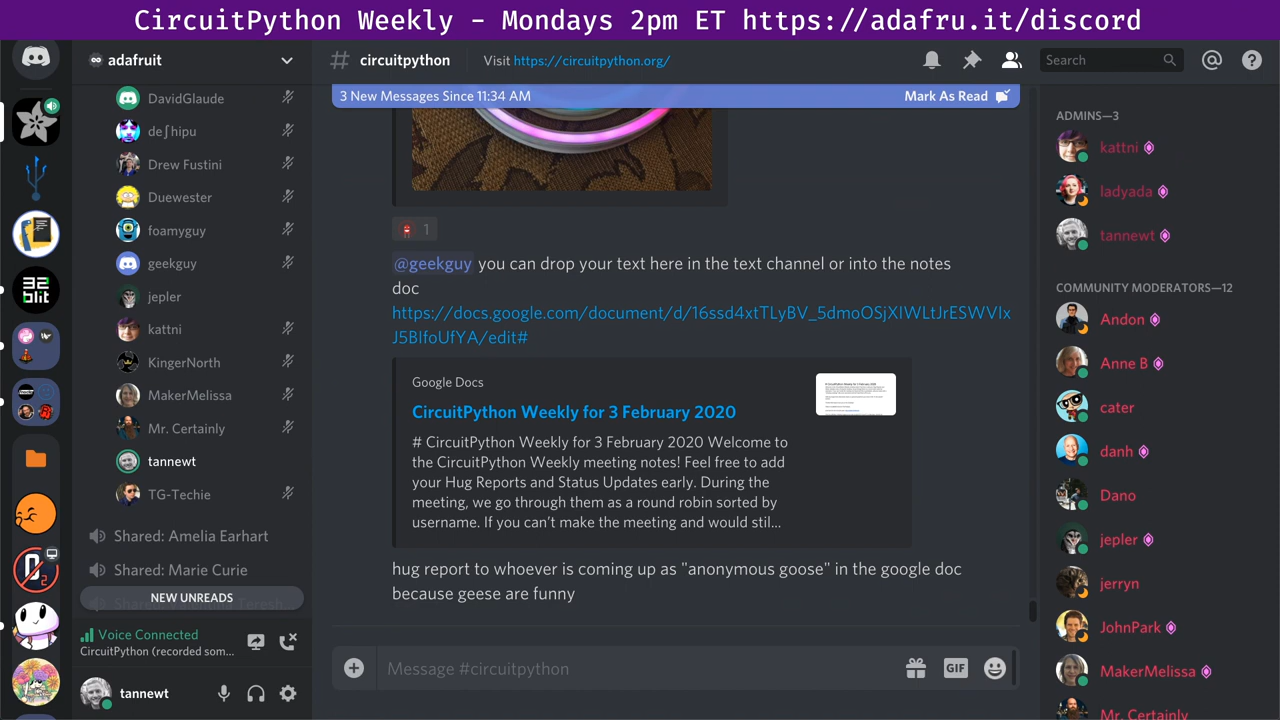 CircuitPython Weekly - Mondays 2pm ET https://adafru.it/discord
adafruit
DavidGlaude
de∫hipu
Drew Fustini
Duewester
foamyguy
geekguy
jepler
kattni
KingerNorth
MakerMelissa
Mr. Certainly
tannewt
TG-Techie
Shared: Amelia Earhart
Shared: Marie Curie
NEW UNREADS
Voice Connected
CircuitPython (recorded som...
tannewt
32
blit
circuitpython
Visit https://circuitpython.org/
Search
3 New Messages Since 11:34 AM
Mark As Read
1
@geekguy you can drop your text here in the text channel or into the notes
doc
https://docs.google.com/document/d/16ssd4xtTLyBV_5dmoOSjXIWLtJrESWVIx
J5BIfoUfYA/edit#
Google Docs
CircuitPython Weekly for 3 February 2020
# CircuitPython Weekly for 3 February 2020 Welcome to
the CircuitPython Weekly meeting notes! Feel free to add
your Hug Reports and Status Updates early. During the
meeting, we go through them as a round robin sorted by
username. If you can't make the meeting and would stil...
hug report to whoever is coming up as "anonymous goose" in the google doc
because geese are funny
Message #circuitpython
GIF
ADMINS—3
kattni
ladyada
tannewt
COMMUNITY MODERATORS—12
Andon
Anne B
cater
danh
Dano
jepler
jerryn
JohnPark
MakerMelissa
Mr. Certainly